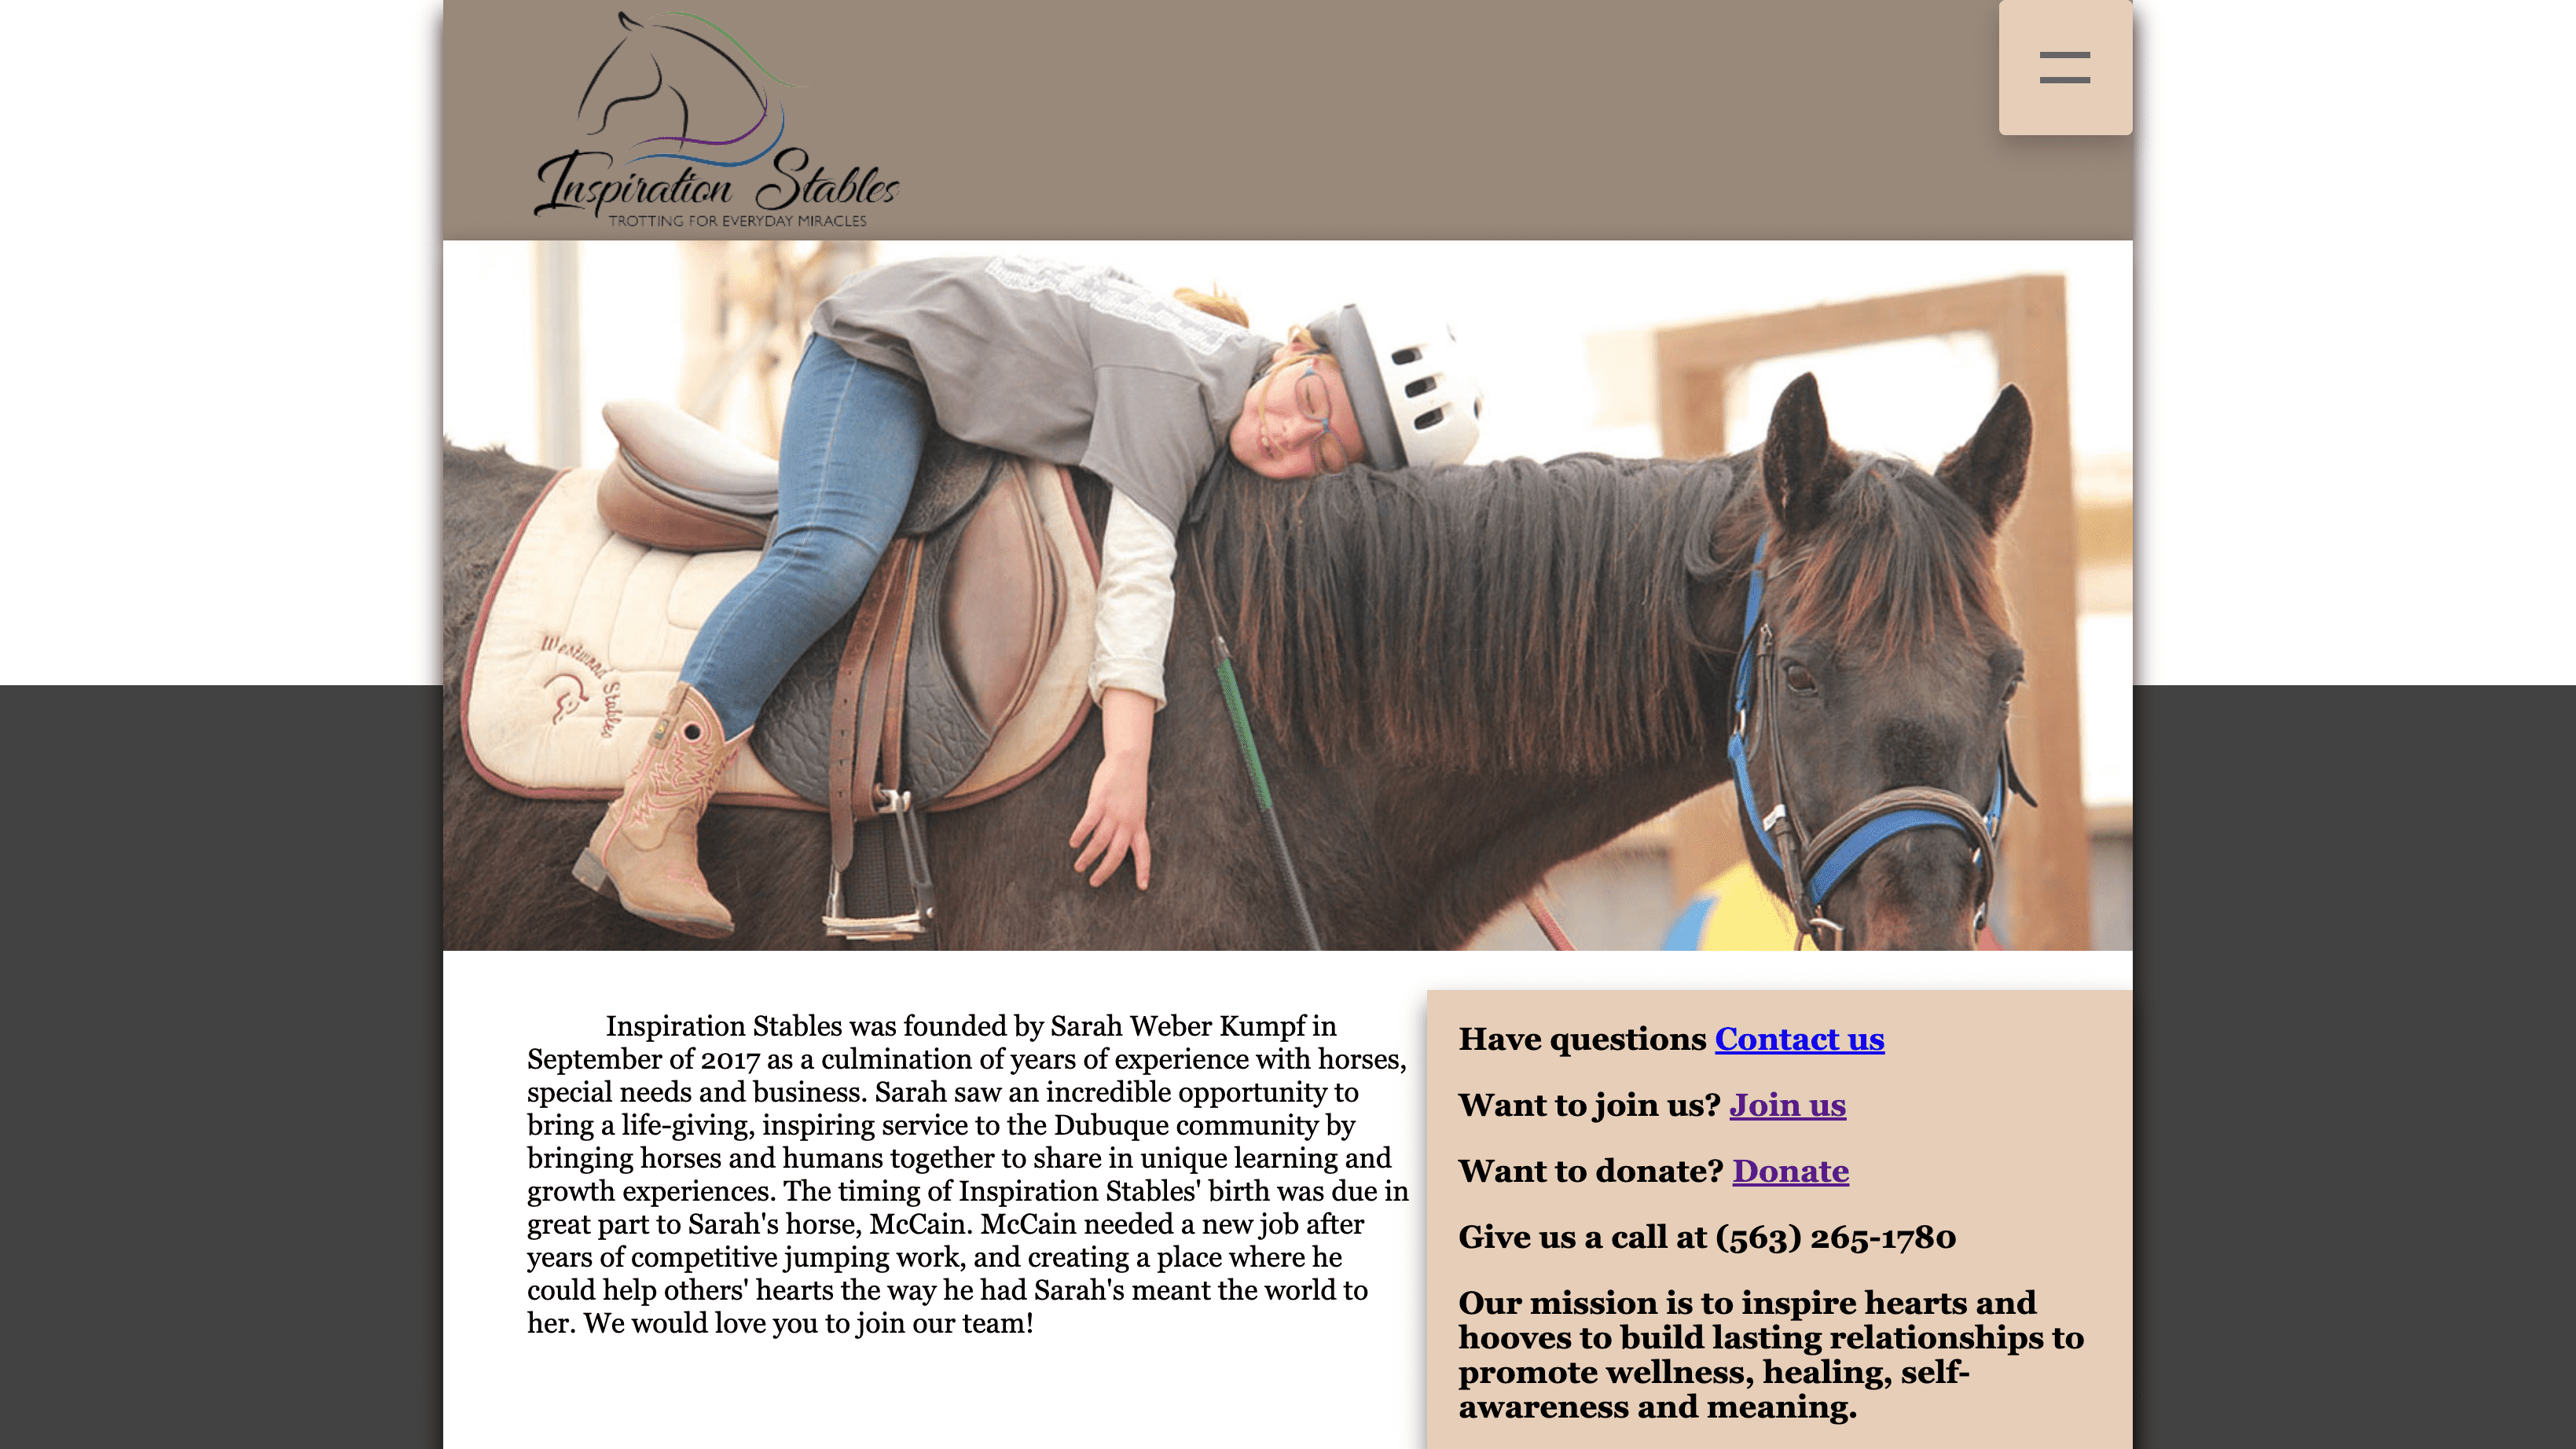 Inspiration Stables
TROTTING FOR EVERYDAY MIRACLES
Westwood Stables
Inspiration Stables was founded by Sarah Weber Kumpf in
September of 2017 as a culmination of years of experience with horses,
special needs and business. Sarah saw an incredible opportunity to
bring a life-giving, inspiring service to the Dubuque community by
bringing horses and humans together to share in unique learning and
growth experiences. The timing of Inspiration Stables' birth was due in
great part to Sarah's horse, McCain. McCain needed a new job after
years of competitive jumping work, and creating a place where he
could help others' hearts the way he had Sarah's meant the world to
her. We would love you to join our team!
Have questions Contact us
Want to join us? Join us
Want to donate? Donate
Give us a call at (563) 265-1780
Our mission is to inspire hearts and
hooves to build lasting relationships to
promote wellness, healing, self-
awareness and meaning.